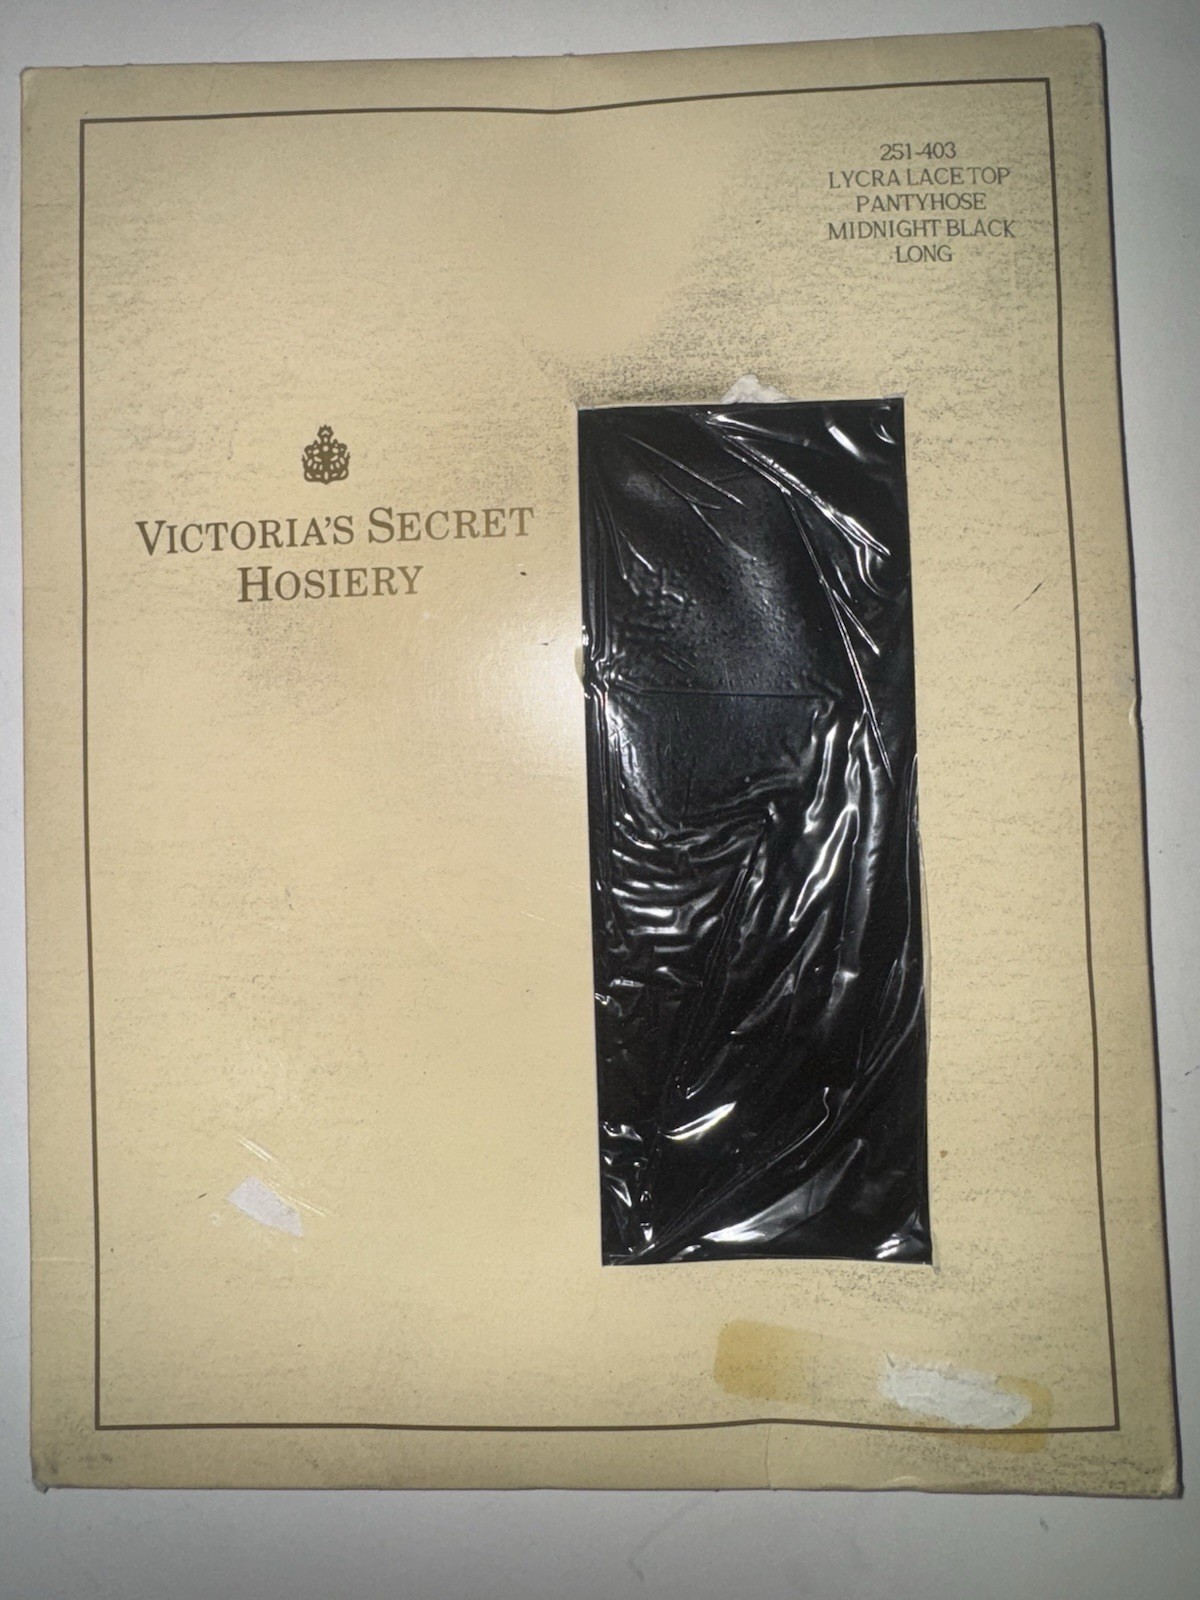 251-403
LYCRA LACE TOP
PANTYHOSE
MIDNIGHT BLACK
LONG
VICTORIA'S SECRET
HOSIERY